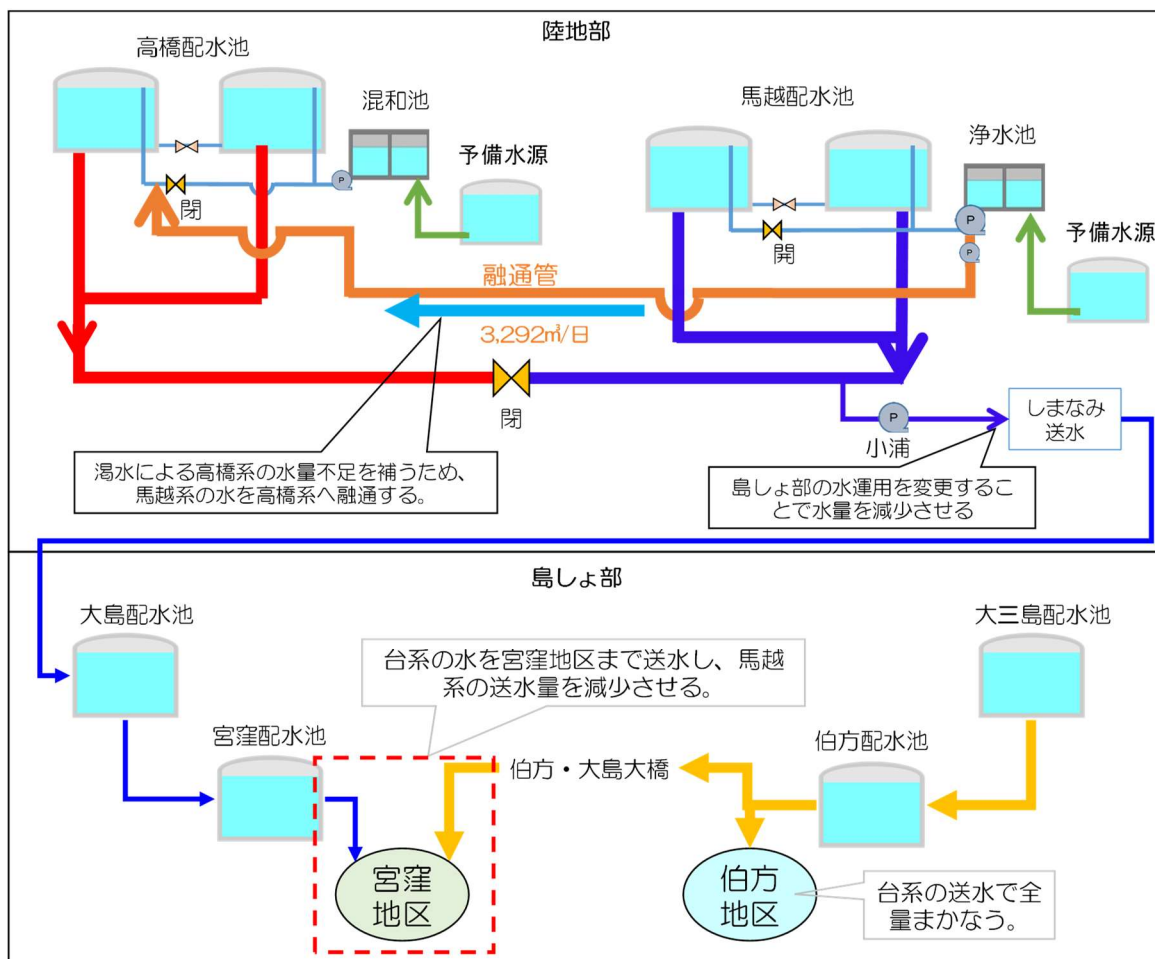 陸地部
高橋配水池
混和池
予備水源
P
閉
馬越配水池
浄水池
P
P
開
予備水源
融通管
3,292㎥/日
閉
P
小浦
しまなみ
送水
渇水による高橋系の水量不足を補うため、
馬越系の水を高橋系へ融通する。
島しょ部の水運用を変更するこ
とで水量を減少させる
島しょ部
大島配水池
台系の水を宮窪地区まで送水し、馬越
系の送水量を減少させる。
大三島配水池
宮窪配水池
伯方・大島大橋
伯方配水池
宮窪
地区
伯方
地区
台系の送水で全
量まかなう。